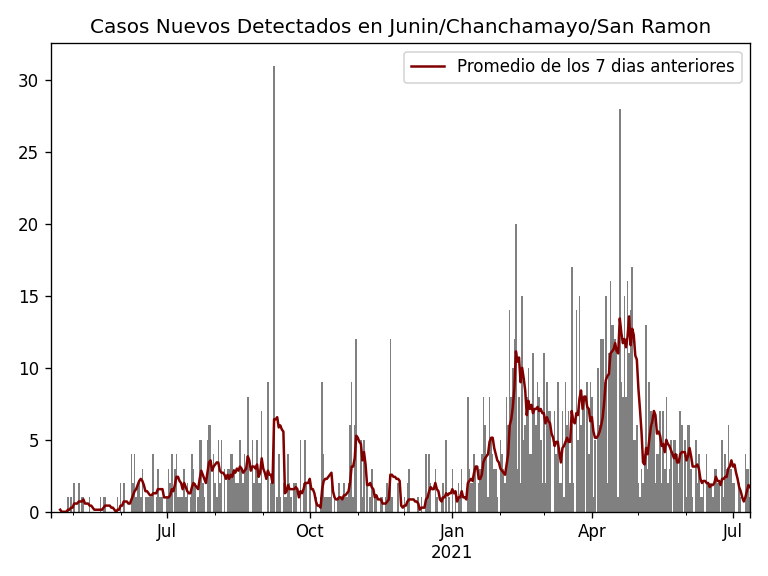 Casos Nuevos Detectados en Junin/Chanchamayo/San Ramon
Promedio de los 7 dias anteriores
30
25
20
15
10
5
0
Jul
Oct
Jan
2021
Apr
Jul